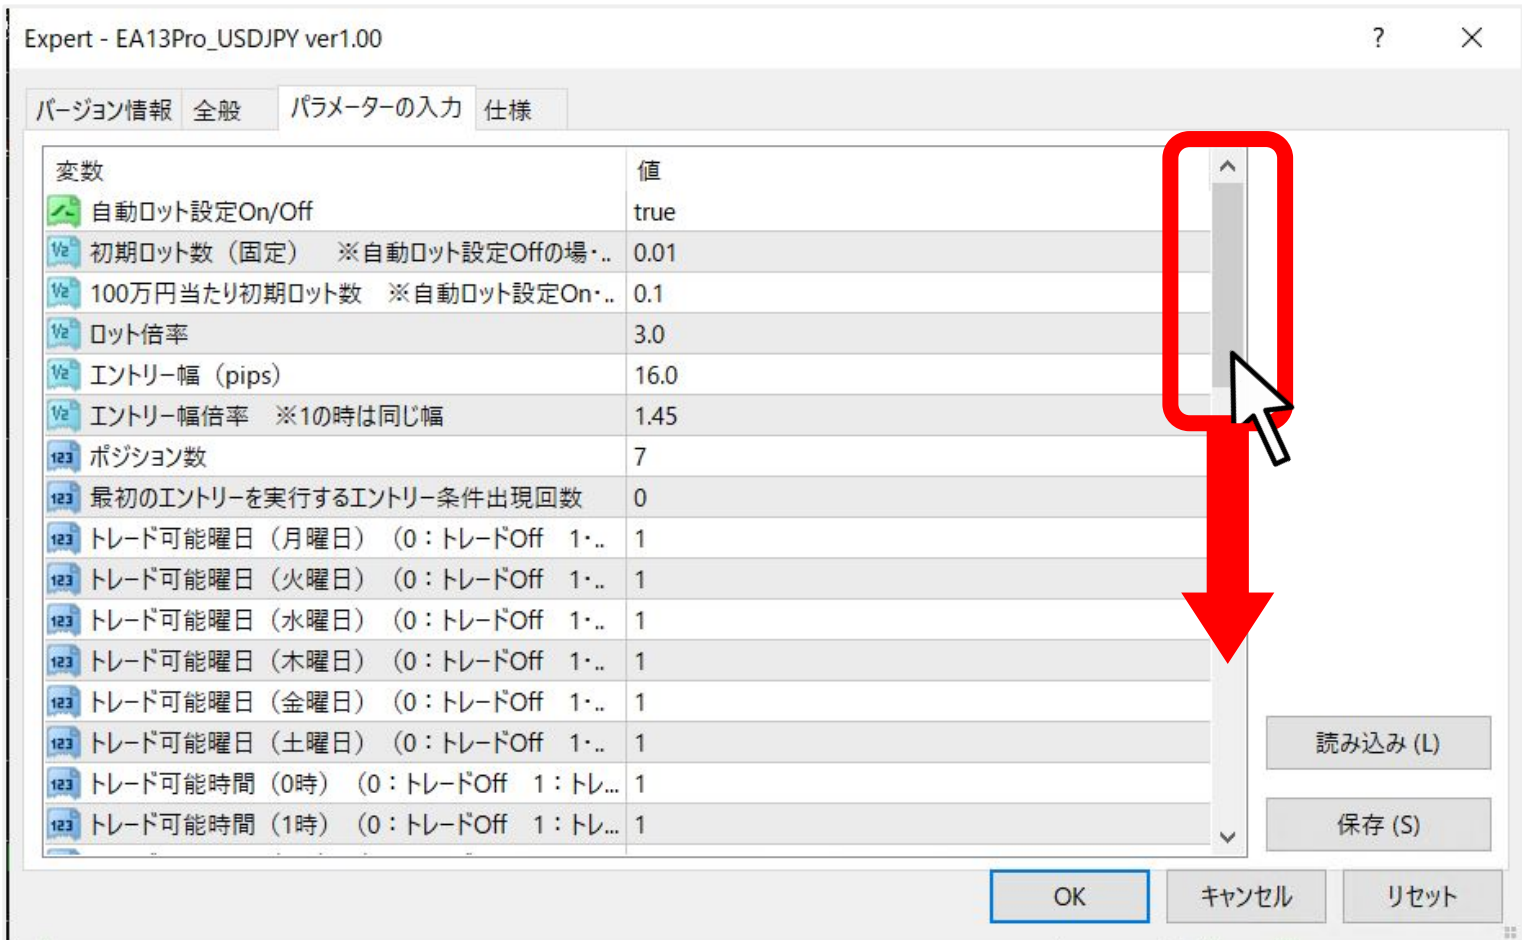 Expert - EA13Pro_USDJPY ver1.00 ?
バージョン情報 全般 パラメーターの入力 仕様
変数 値
自動ロット設定On/Off true
初期ロット数（固定）　※自動ロット設定Offの場･.. 0.01
100万円当たり初期ロット数　※自動ロット設定On･.. 0.1
ロット倍率 3.0
エントリー幅（pips） 16.0
エントリー幅倍率　※1の時は同じ幅 1.45
ポジション数 7
最初のエントリーを実行するエントリー条件出現回数 0
トレード可能曜日（月曜日）（0：トレードOff　1･.. 1
トレード可能曜日（火曜日）（0：トレードOff　1･.. 1
トレード可能曜日（水曜日）（0：トレードOff　1･.. 1
トレード可能曜日（木曜日）（0：トレードOff　1･.. 1
トレード可能曜日（金曜日）（0：トレードOff　1･.. 1
トレード可能曜日（土曜日）（0：トレードOff　1･.. 1
トレード可能時間（0時）（0：トレードOff　1：トレ... 1
トレード可能時間（1時）（0：トレードOff　1：トレ... 1
読み込み (L)
保存 (S)
OK キャンセル リセット